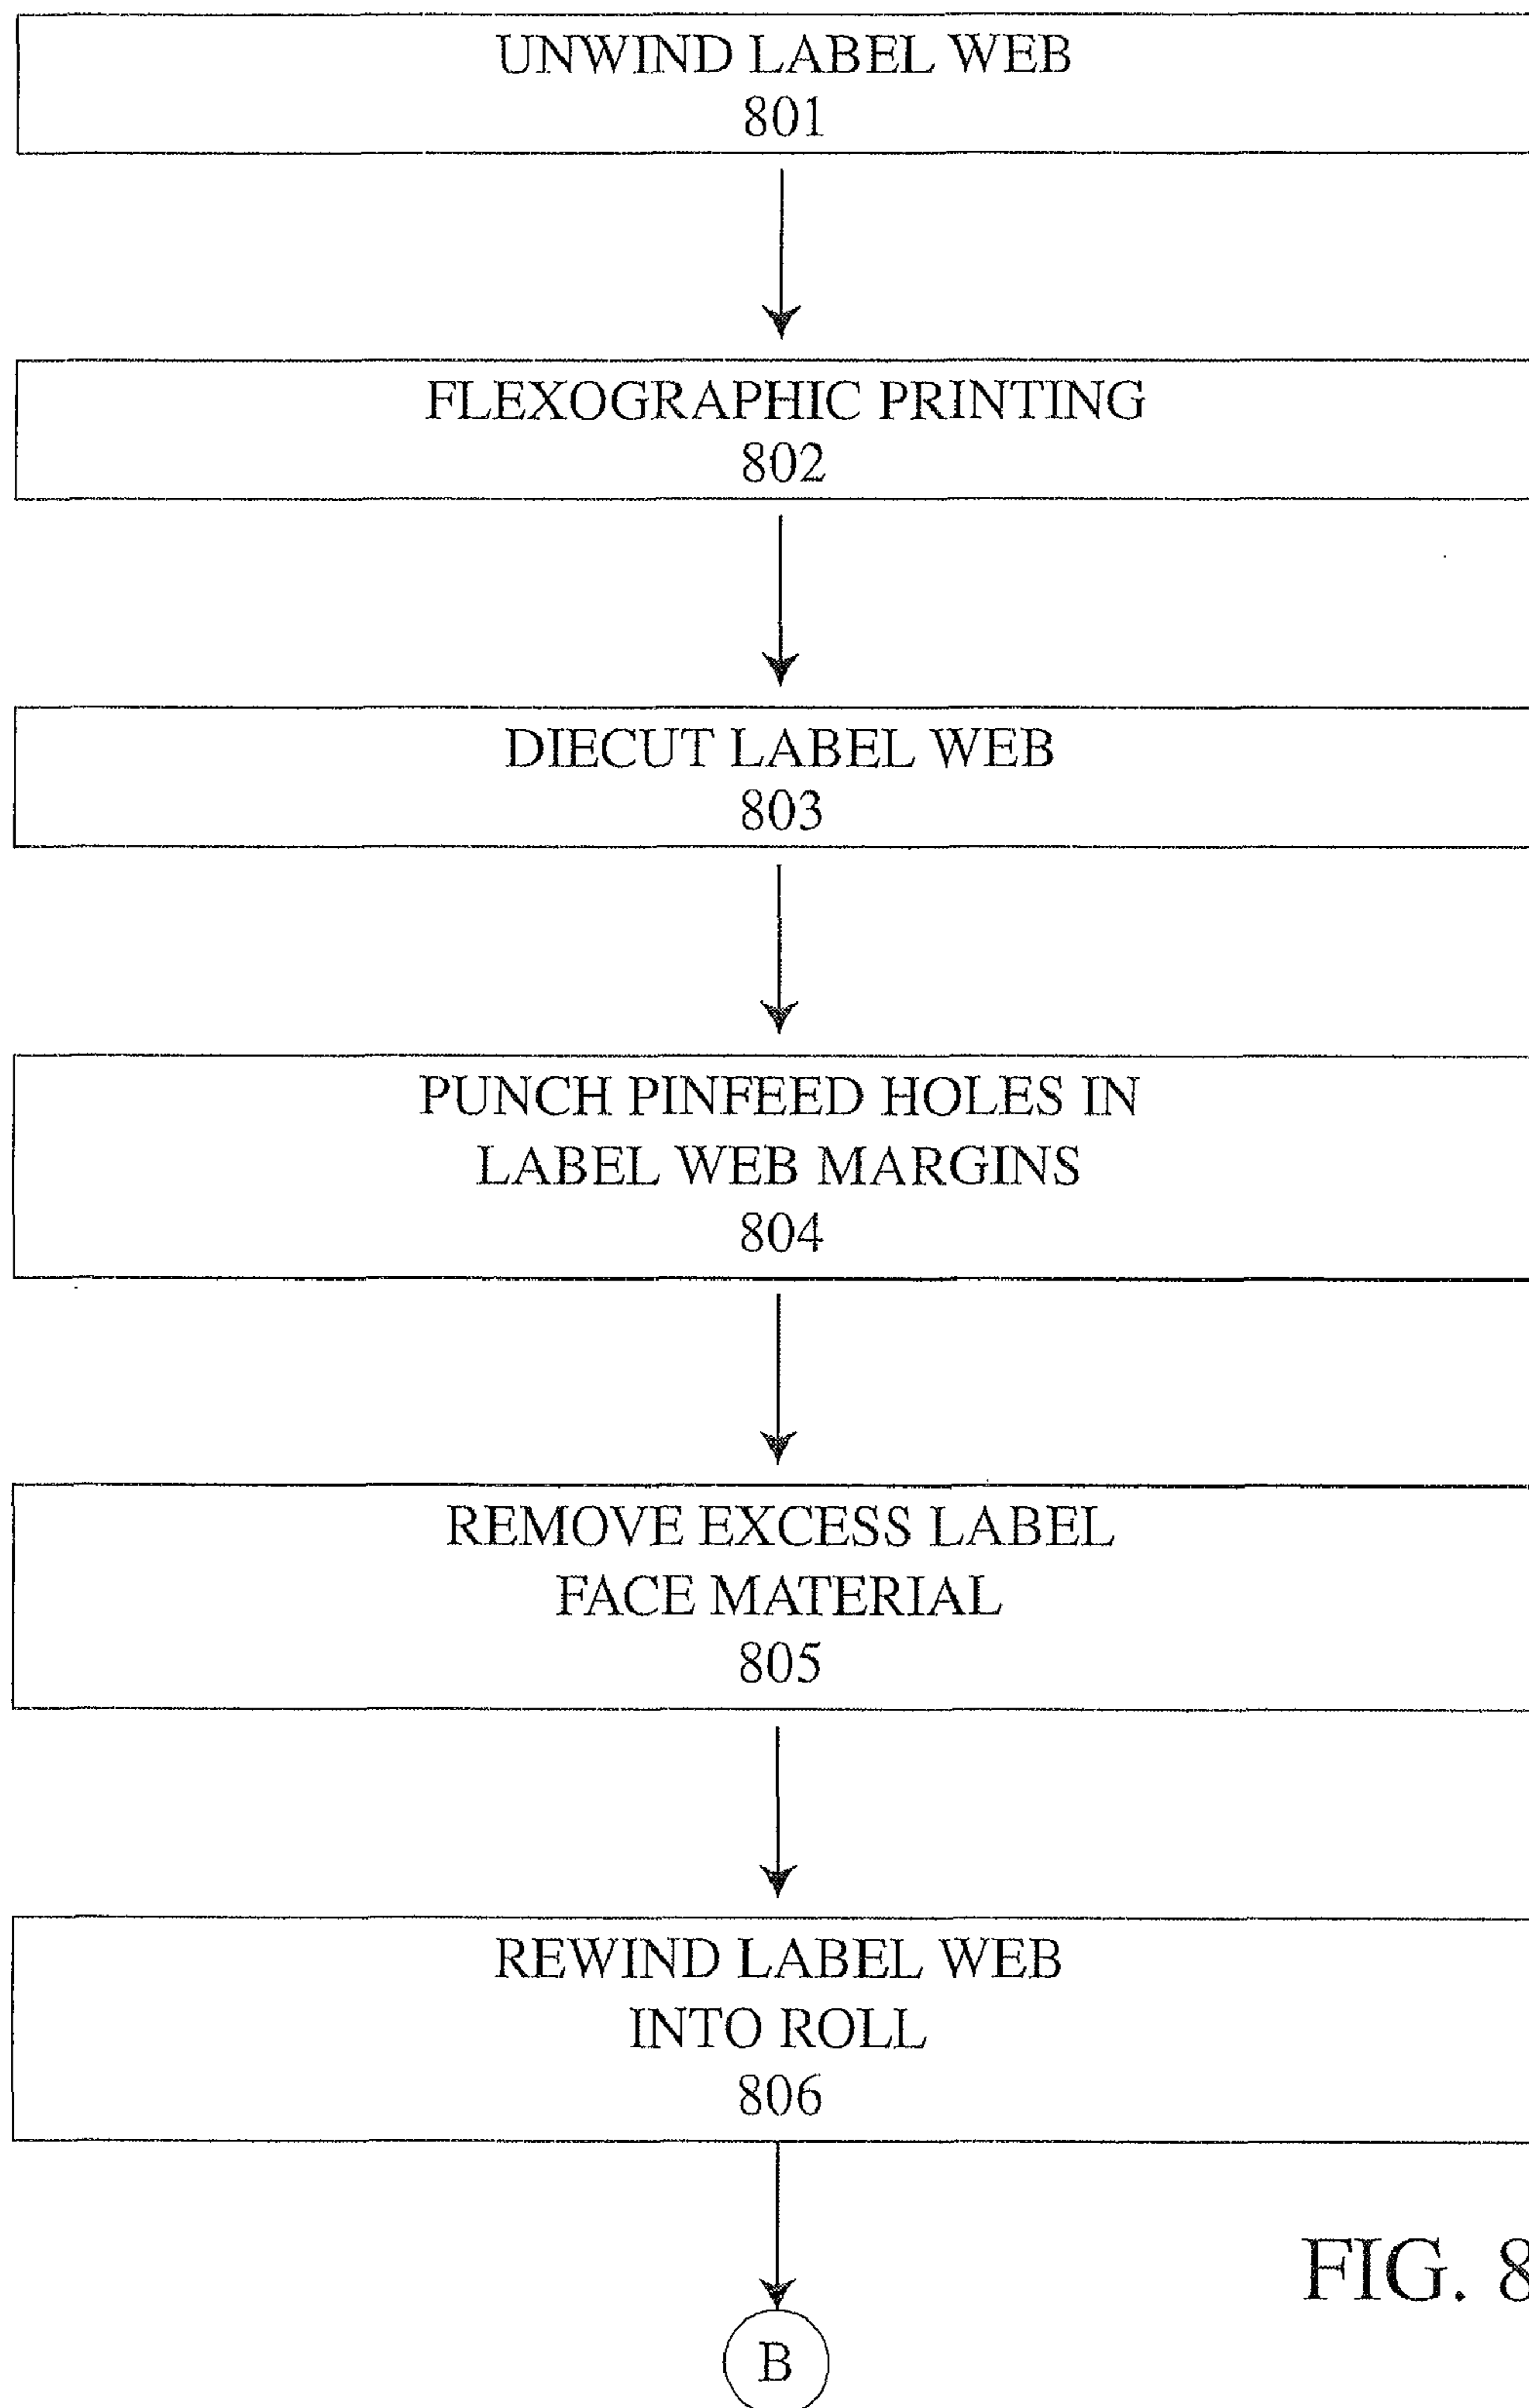 UNWIND LABEL WEB
801
FLEXOGRAPHIC PRINTING
802
DIECUT LABEL WEB
803
PUNCH PINFEED HOLES IN
LABEL WEB MARGINS
804
REMOVE EXCESS LABEL
FACE MATERIAL
805
REWIND LABEL WEB
INTO ROLL
806
FIG. 8
B